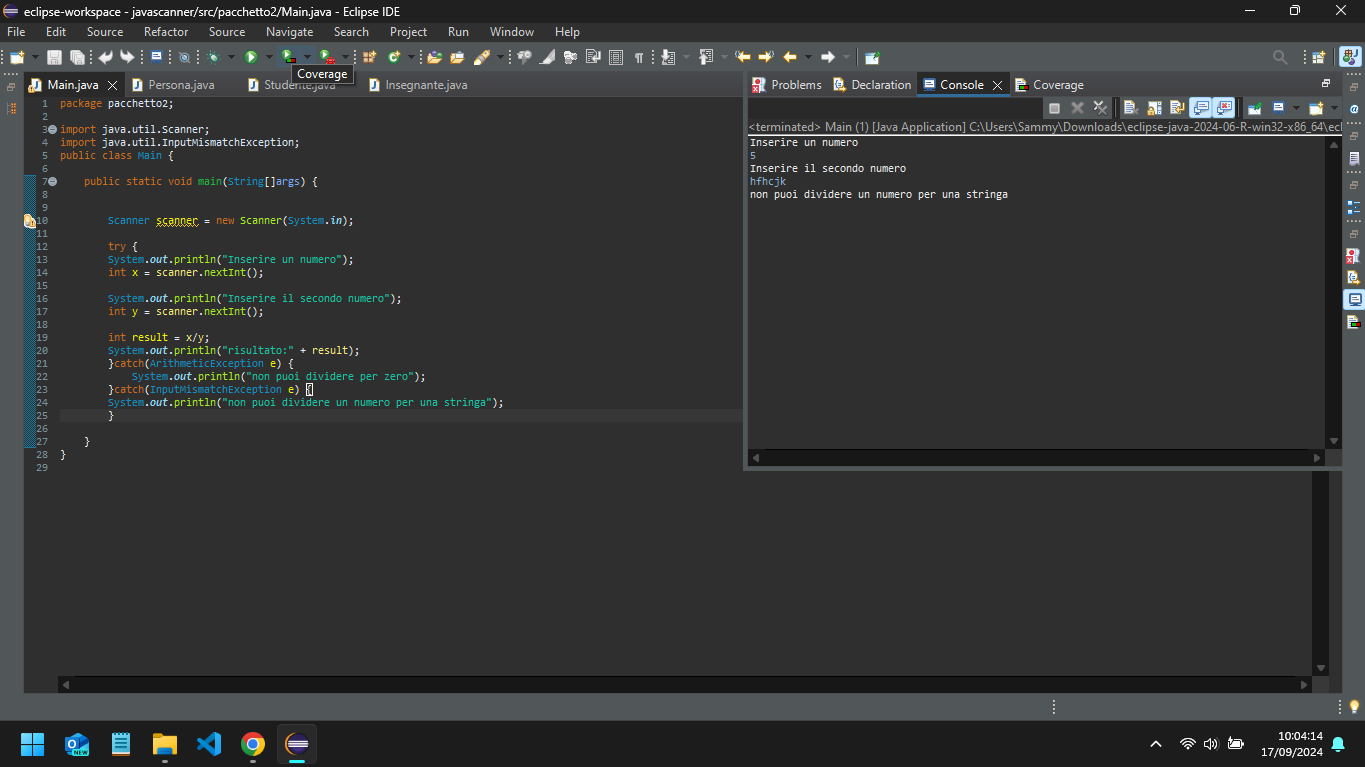 eclipse-workspace - javascanner/src/pacchetto2/Main.java - Eclipse IDE
File Edit Source Refactor Source Navigate Search Project Run Window Help
Coverage
Main.java Persona.java Studente.java Insegnante.java
1 package pacchetto2;
2
3 import java.util.Scanner;
4 import java.util.InputMismatchException;
5 public class Main {
6
7 public static void main(String[]args) {
8
9
10 Scanner scanner = new Scanner(System.in);
11
12 try {
13 System.out.println("Inserire un numero");
14 int x = scanner.nextInt();
15
16 System.out.println("Inserire il secondo numero");
17 int y = scanner.nextInt();
18
19 int result = x/y;
20 System.out.println("risultato:" + result);
21 }catch(ArithmeticException e) {
22 System.out.println("non puoi dividere per zero");
23 }catch(InputMismatchException e) {
24 System.out.println("non puoi dividere un numero per una stringa");
25 }
26
27 }
28 }
29
Problems Declaration Console Coverage
<terminated> Main (1) [Java Application] C:\Users\Sammy\Downloads\eclipse-java-2024-06-R-win32-x86_64\ecl
Inserire un numero
5
Inserire il secondo numero
hfhcjk
non puoi dividere un numero per una stringa
NEW
10:04:14
17/09/2024